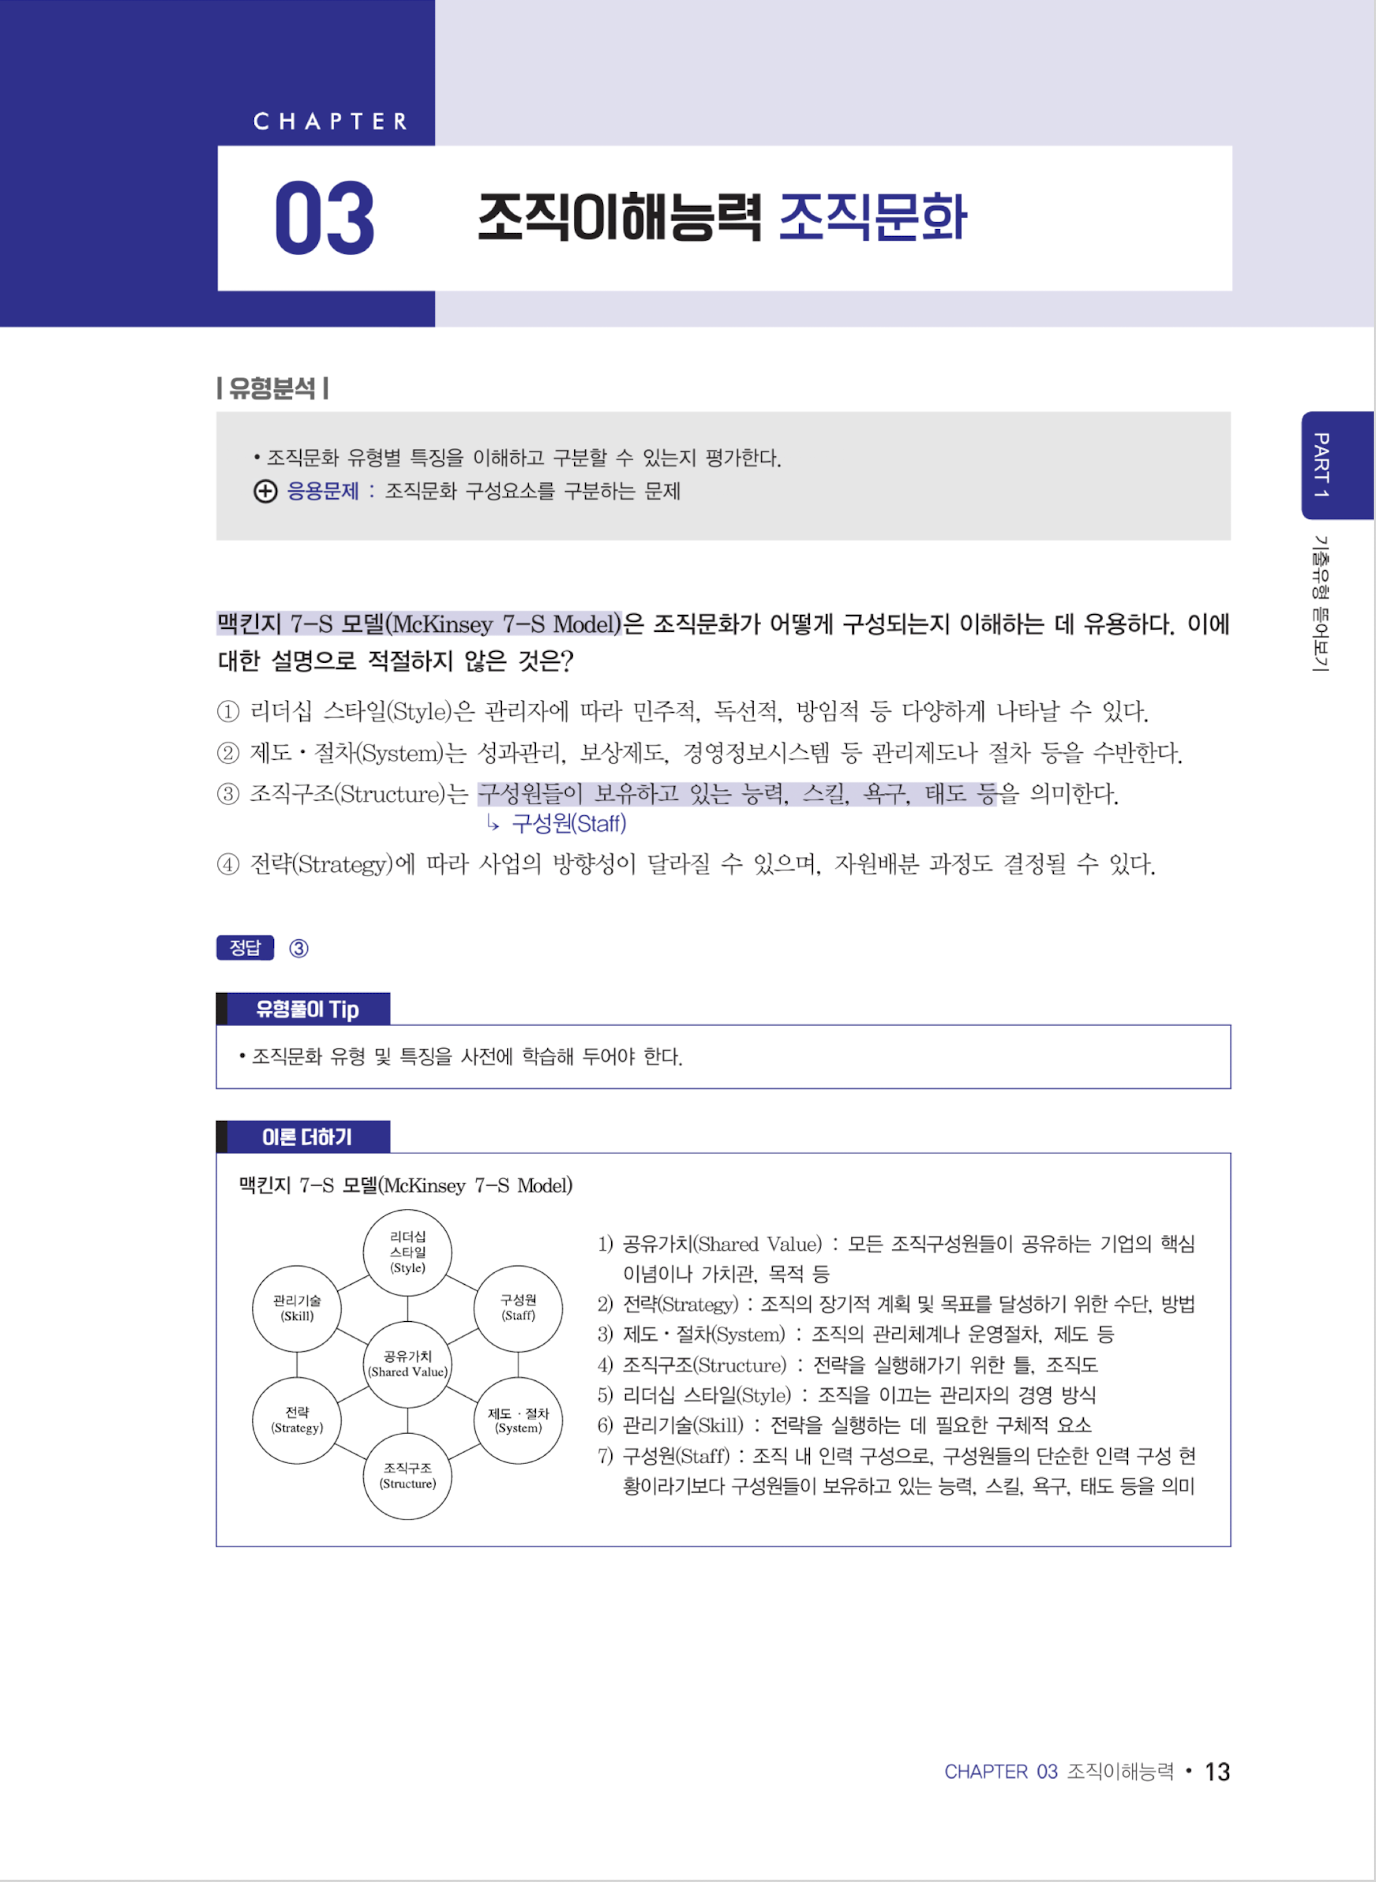 CHAPTER
03
조직이해능력 조직문화
| 유형분석 |
• 조직문화 유형별 특징을 이해하고 구분할 수 있는지 평가한다.
⊕ 응용문제 : 조직문화 구성요소를 구분하는 문제
PART 1
기출유형 뜯어보기
맥킨지 7-S 모델(McKinsey 7-S Model)은 조직문화가 어떻게 구성되는지 이해하는 데 유용하다. 이에
대한 설명으로 적절하지 않은 것은?
① 리더십 스타일(Style)은 관리자에 따라 민주적, 독선적, 방임적 등 다양하게 나타날 수 있다.
② 제도・절차(System)는 성과관리, 보상제도, 경영정보시스템 등 관리제도나 절차 등을 수반한다.
③ 조직구조(Structure)는 구성원들이 보유하고 있는 능력, 스킬, 욕구, 태도 등을 의미한다.
↳ 구성원(Staff)
④ 전략(Strategy)에 따라 사업의 방향성이 달라질 수 있으며, 자원배분 과정도 결정될 수 있다.
정답 ③
유형풀이 Tip
• 조직문화 유형 및 특징을 사전에 학습해 두어야 한다.
이론 더하기
맥킨지 7-S 모델(McKinsey 7-S Model)
리더십
스타일
(Style)
관리기술
(Skill)
구성원
(Staff)
공유가치
(Shared Value)
전략
(Strategy)
제도・절차
(System)
조직구조
(Structure)
1) 공유가치(Shared Value) : 모든 조직구성원들이 공유하는 기업의 핵심
이념이나 가치관, 목적 등
2) 전략(Strategy) : 조직의 장기적 계획 및 목표를 달성하기 위한 수단, 방법
3) 제도・절차(System) : 조직의 관리체계나 운영절차, 제도 등
4) 조직구조(Structure) : 전략을 실행해가기 위한 틀, 조직도
5) 리더십 스타일(Style) : 조직을 이끄는 관리자의 경영 방식
6) 관리기술(Skill) : 전략을 실행하는 데 필요한 구체적 요소
7) 구성원(Staff) : 조직 내 인력 구성으로, 구성원들의 단순한 인력 구성 현
황이라기보다 구성원들이 보유하고 있는 능력, 스킬, 욕구, 태도 등을 의미
CHAPTER 03 조직이해능력 • 13